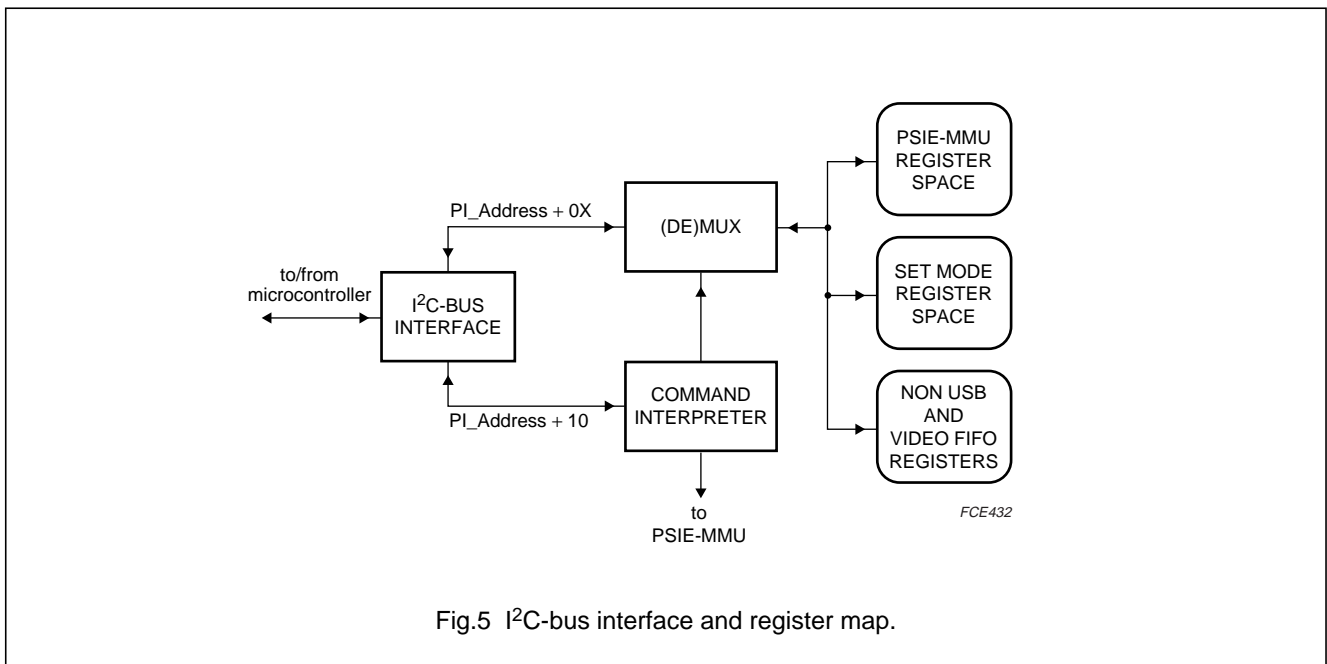 to/from
microcontroller
I²C-BUS
INTERFACE
PI_Address + 0X
PI_Address + 10
(DE)MUX
COMMAND
INTERPRETER
to
PSIE-MMU
PSIE-MMU
REGISTER
SPACE
SET MODE
REGISTER
SPACE
NON USB
AND
VIDEO FIFO
REGISTERS
FCE432
Fig.5 I²C-bus interface and register map.